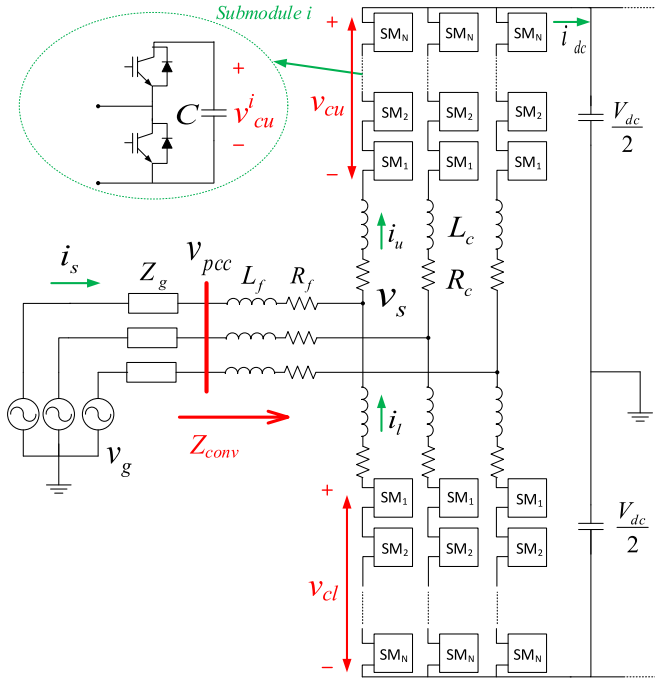 Submodule i
+
C
v^i_cu
−
+
v_cu
−
SM_N SM_N SM_N
SM_2 SM_2 SM_2
SM_1 SM_1 SM_1
i_dc
V_dc
2
i_u
L_c
R_c
v_s
i_s
Z_g
v_pcc
L_f
R_f
Z_conv
v_g
i_l
+
v_cl
−
SM_1 SM_1 SM_1
SM_2 SM_2 SM_2
SM_N SM_N SM_N
V_dc
2